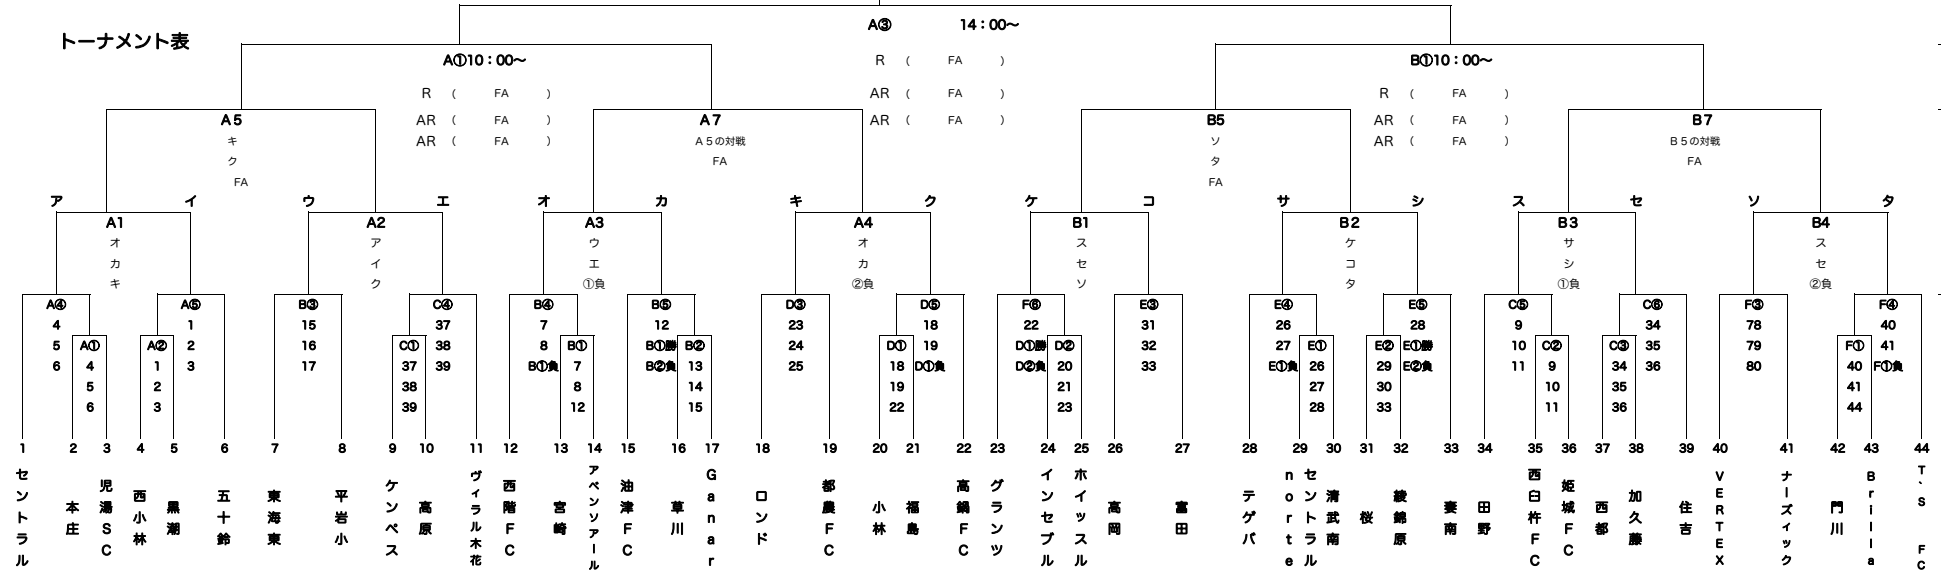 A③ 14：00～
トーナメント表
A①10：00～ R （ FA ） B①10：00～
R （ FA ） AR （ FA ） R （ FA ）
A5 AR （ FA ） A7 AR （ FA ） B5 AR （ FA ） B7
キ AR （ FA ） A５の対戦 ソ AR （ FA ） B５の対戦
ク FA タ FA
FA FA
ア イ ウ エ オ カ キ ク ケ コ サ シ ス セ ソ タ
A1 A2 A3 A4 B1 B2 B3 B4
オ ア ウ オ ス ケ サ ス
カ イ エ カ セ コ シ セ
キ ク ①負 ②負 ソ タ ①負 ②負
A④ A⑤ B③ C④ B④ B⑤ D③ D⑤ F⑥ E③ E④ E⑤ C⑤ C⑥ F③ F④
4 1 15 37 7 12 23 18 22 31 26 28 9 34 78 40
5 A① A② 2 16 C① 38 8 B① B①勝 B② 24 D① 19 D①勝 D② 32 27 E① E② E①勝 10 C② C③ 35 79 F① 41
6 4 1 3 17 37 39 B①負 7 B②負 13 25 18 D①負 D②負 20 33 E①負 26 29 E②負 11 9 34 36 80 40 F①負
5 2 38 8 14 19 21 27 30 10 35 41
6 3 39 12 15 22 23 28 33 11 36 44
1 2 3 4 5 6 7 8 9 10 11 12 13 14 15 16 17 18 19 20 21 22 23 24 25 26 27 28 29 30 31 32 33 34 35 36 37 38 39 40 41 42 43 44
セントラル
本庄
児湯SC
西小林
黒潮
五十鈴
東海東
平岩小
ケンペス
高原
ヴィラル木花
西階FC
宮崎
アベンソアール
油津FC
草川
Ganar
ロンド
都農FC
小林
福島
高鍋FC
グランツ
インセブル
ホイッスル
高岡
富田
テゲバ
norte
セントラル
清武南
桜
綾錦原
妻南
田野
西臼杵FC
姫城FC
西都
加久藤
住吉
VERTEX
ナーズィック
門川
Brilla
T、S FC